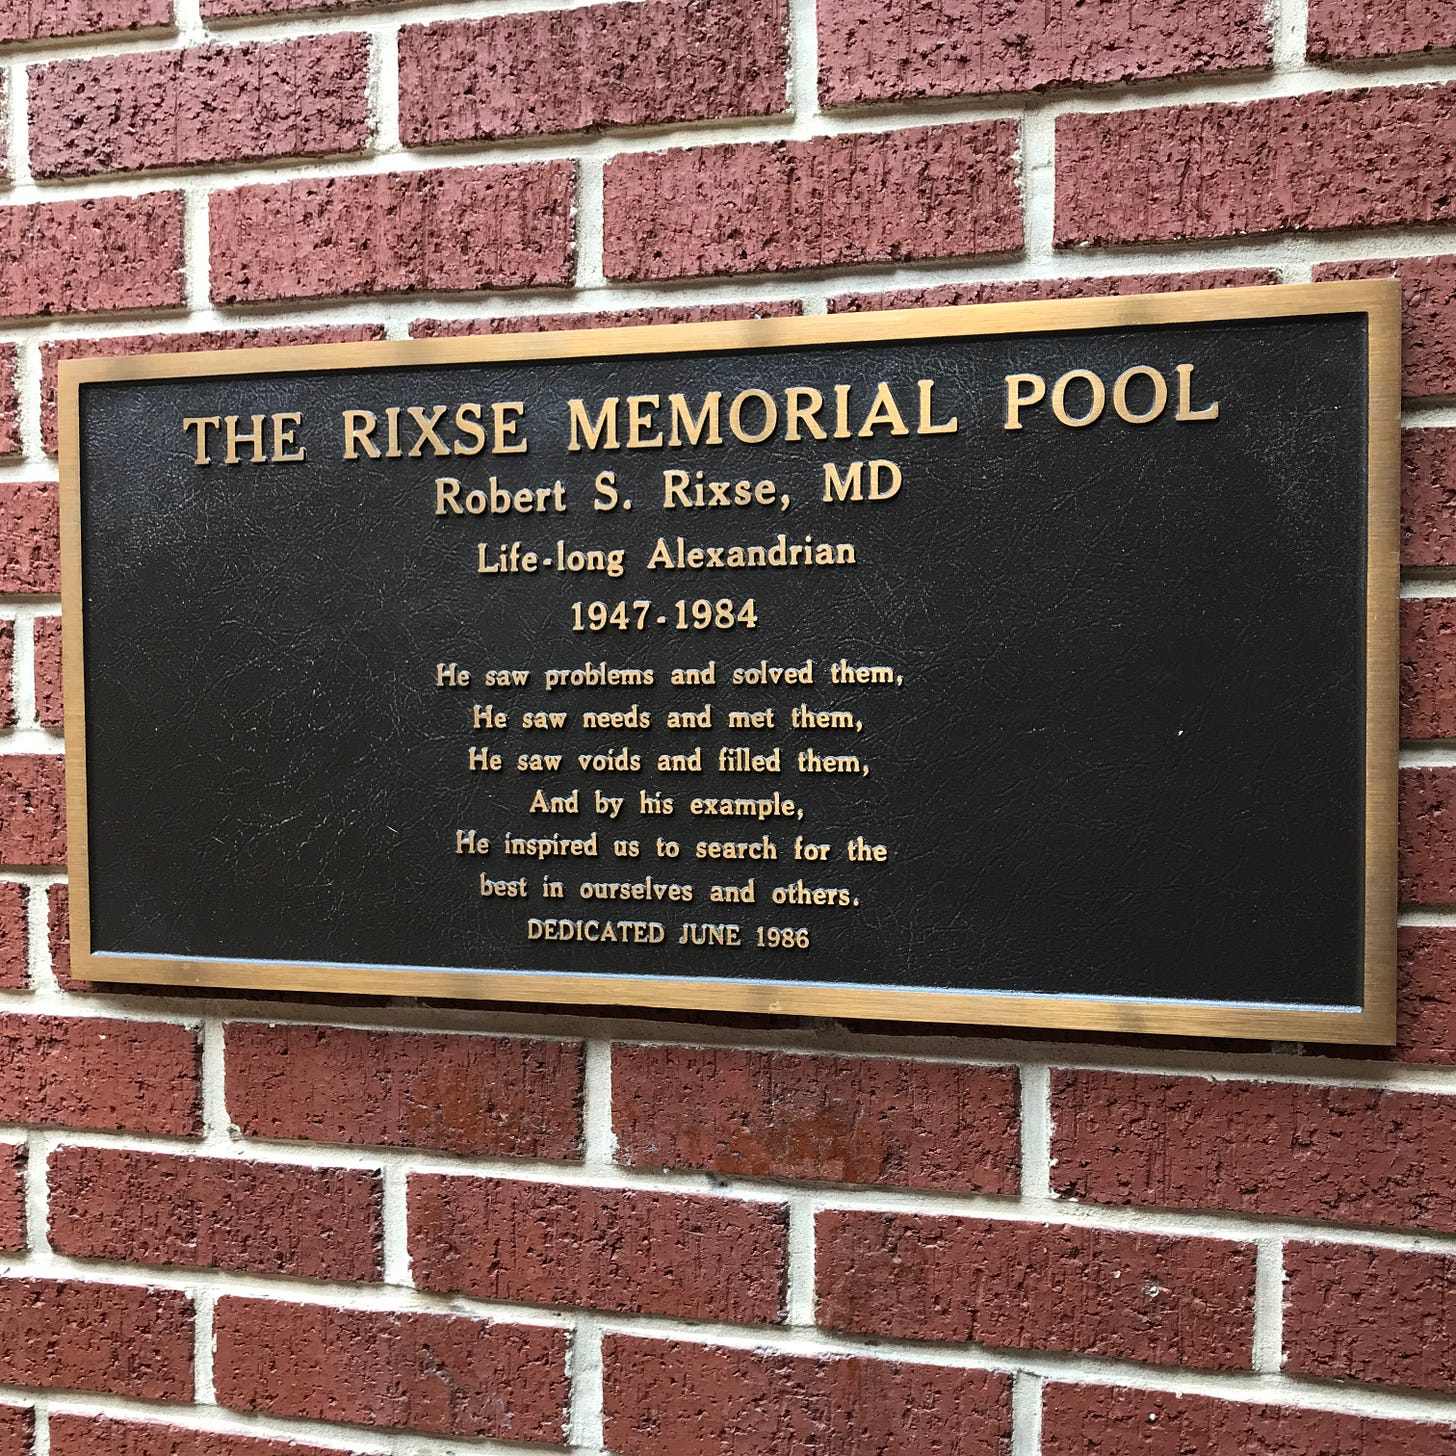 THE RIXSE MEMORIAL POOL
Robert S. Rixse, MD
Life-long Alexandrian
1947-1984
He saw problems and solved them,
He saw needs and met them,
He saw voids and filled them,
And by his example,
He inspired us to search for the
best in ourselves and others.
DEDICATED JUNE 1986